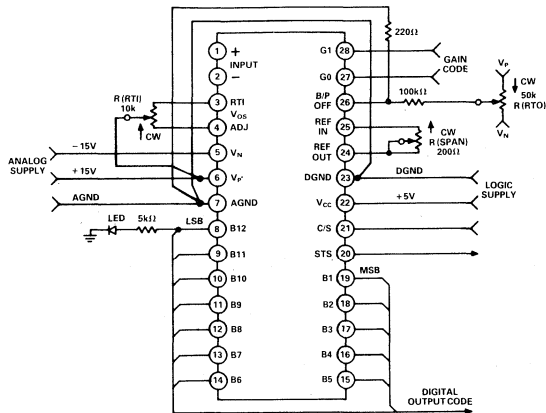 220Ω
1 + G1 28
INPUT GAIN CODE
2 − G0 27
VP
CW
100kΩ
B/P OFF 26
50k R (RTO)
VN
R (RTI) 10k
3 RTI
VOS
4 ADJ
CW
REF IN 25
CW
R (SPAN) 200Ω
REF OUT 24
ANALOG SUPPLY
−15V 5 VN
+15V 6 VP'
AGND 7 AGND
DGND 23 DGND
LOGIC SUPPLY
VCC 22 +5V
LED 5kΩ LSB 8 B12
C/S 21
9 B11 STS 20
10 B10 B1 19 MSB
11 B9 B2 18
12 B8 B3 17
13 B7 B4 16
14 B6 B5 15
DIGITAL OUTPUT CODE